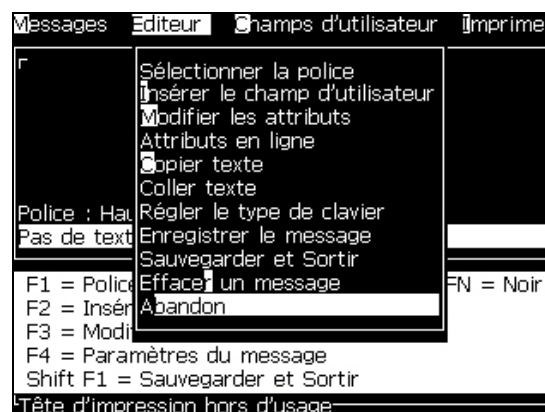 Messages Editeur Champs d'utilisateur Imprime
Sélectionner la police
Insérer le champ d'utilisateur
Modifier les attributs
Attributs en ligne
Copier texte
Coller texte
Régler le type de clavier
Enregistrer le message
Sauvegarder et Sortir
Effacer un message
Abandon
Police : Hau
Pas de text
F1 = Police FN = Noir
F2 = Insér
F3 = Modi
F4 = Paramètres du message
Shift F1 = Sauvegarder et Sortir
Tête d'impression hors d'usage